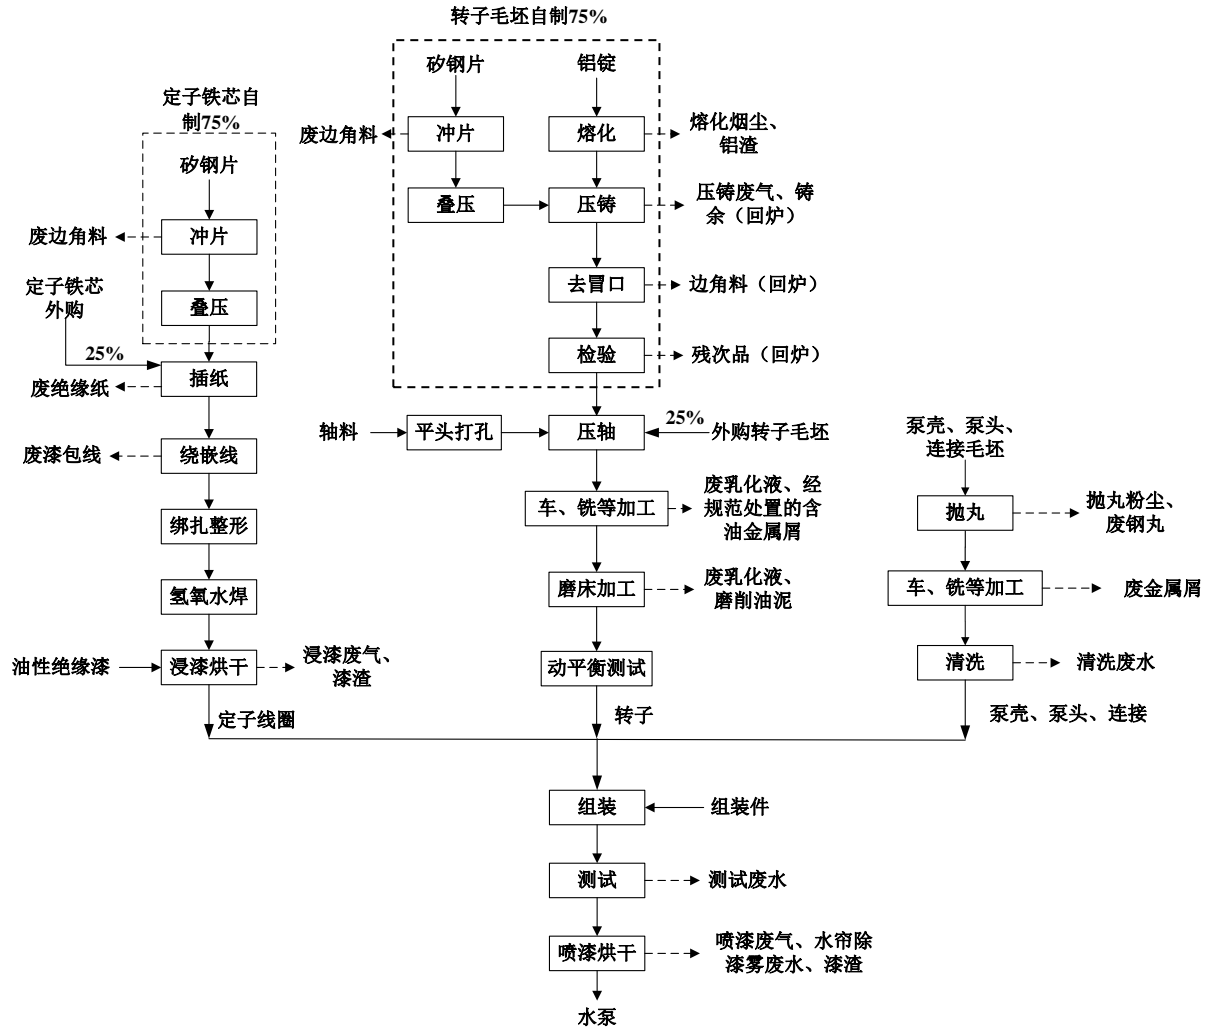 转子毛坯自制75%
矽钢片
铝锭
定子铁芯自
制75%
废边角料
冲片
熔化
熔化烟尘、
铝渣
矽钢片
叠压
压铸
压铸废气、铸
余（回炉）
废边角料
冲片
定子铁芯
外购
去冒口
边角料（回炉）
叠压
25%
检验
残次品（回炉）
插纸
废绝缘纸
轴料
平头打孔
压轴
25%
外购转子毛坯
泵壳、泵头、
连接毛坯
废漆包线
绕嵌线
车、铣等加工
废乳化液、经
规范处置的含
油金属屑
抛丸
抛丸粉尘、
废钢丸
绑扎整形
氢氧水焊
磨床加工
废乳化液、
磨削油泥
车、铣等加工
废金属屑
油性绝缘漆
浸漆烘干
浸漆废气、
漆渣
动平衡测试
清洗
清洗废水
定子线圈
转子
泵壳、泵头、连接
组装
组装件
测试
测试废水
喷漆烘干
喷漆废气、水帘除
漆雾废水、漆渣
水泵